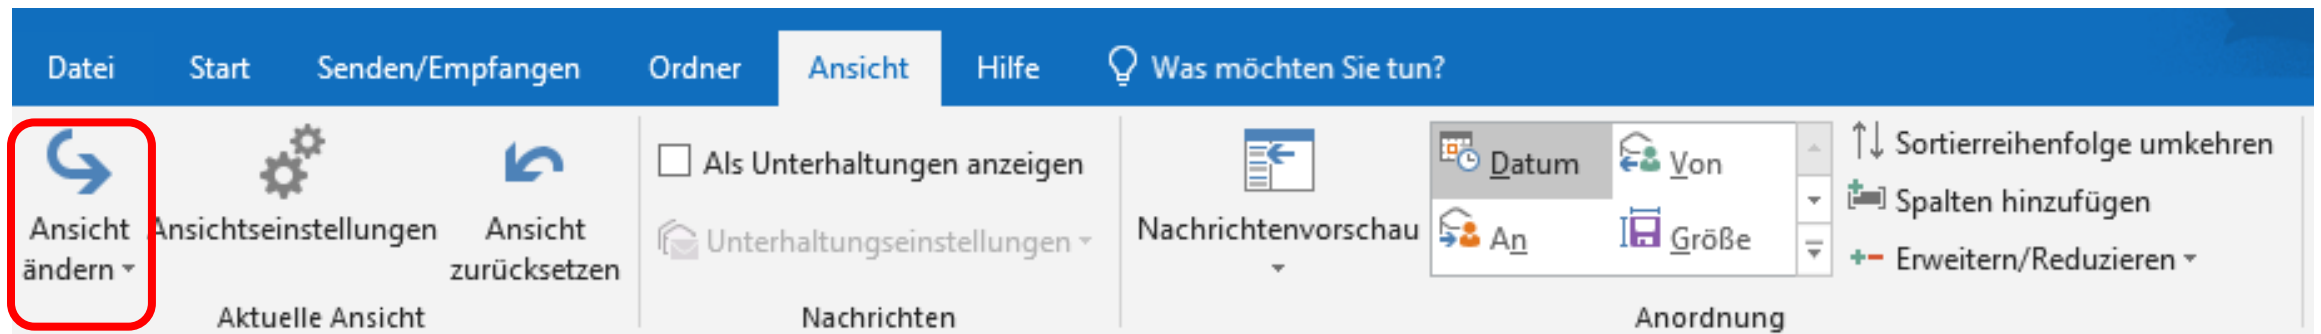 Datei Start Senden/Empfangen Ordner Ansicht Hilfe Was möchten Sie tun?
Ansicht
ändern
Ansichtseinstellungen
Ansicht
zurücksetzen
Aktuelle Ansicht
Als Unterhaltungen anzeigen
Unterhaltungseinstellungen
Nachrichten
Nachrichtenvorschau
Datum Von
An Größe
Sortierreihenfolge umkehren
Spalten hinzufügen
Erweitern/Reduzieren
Anordnung